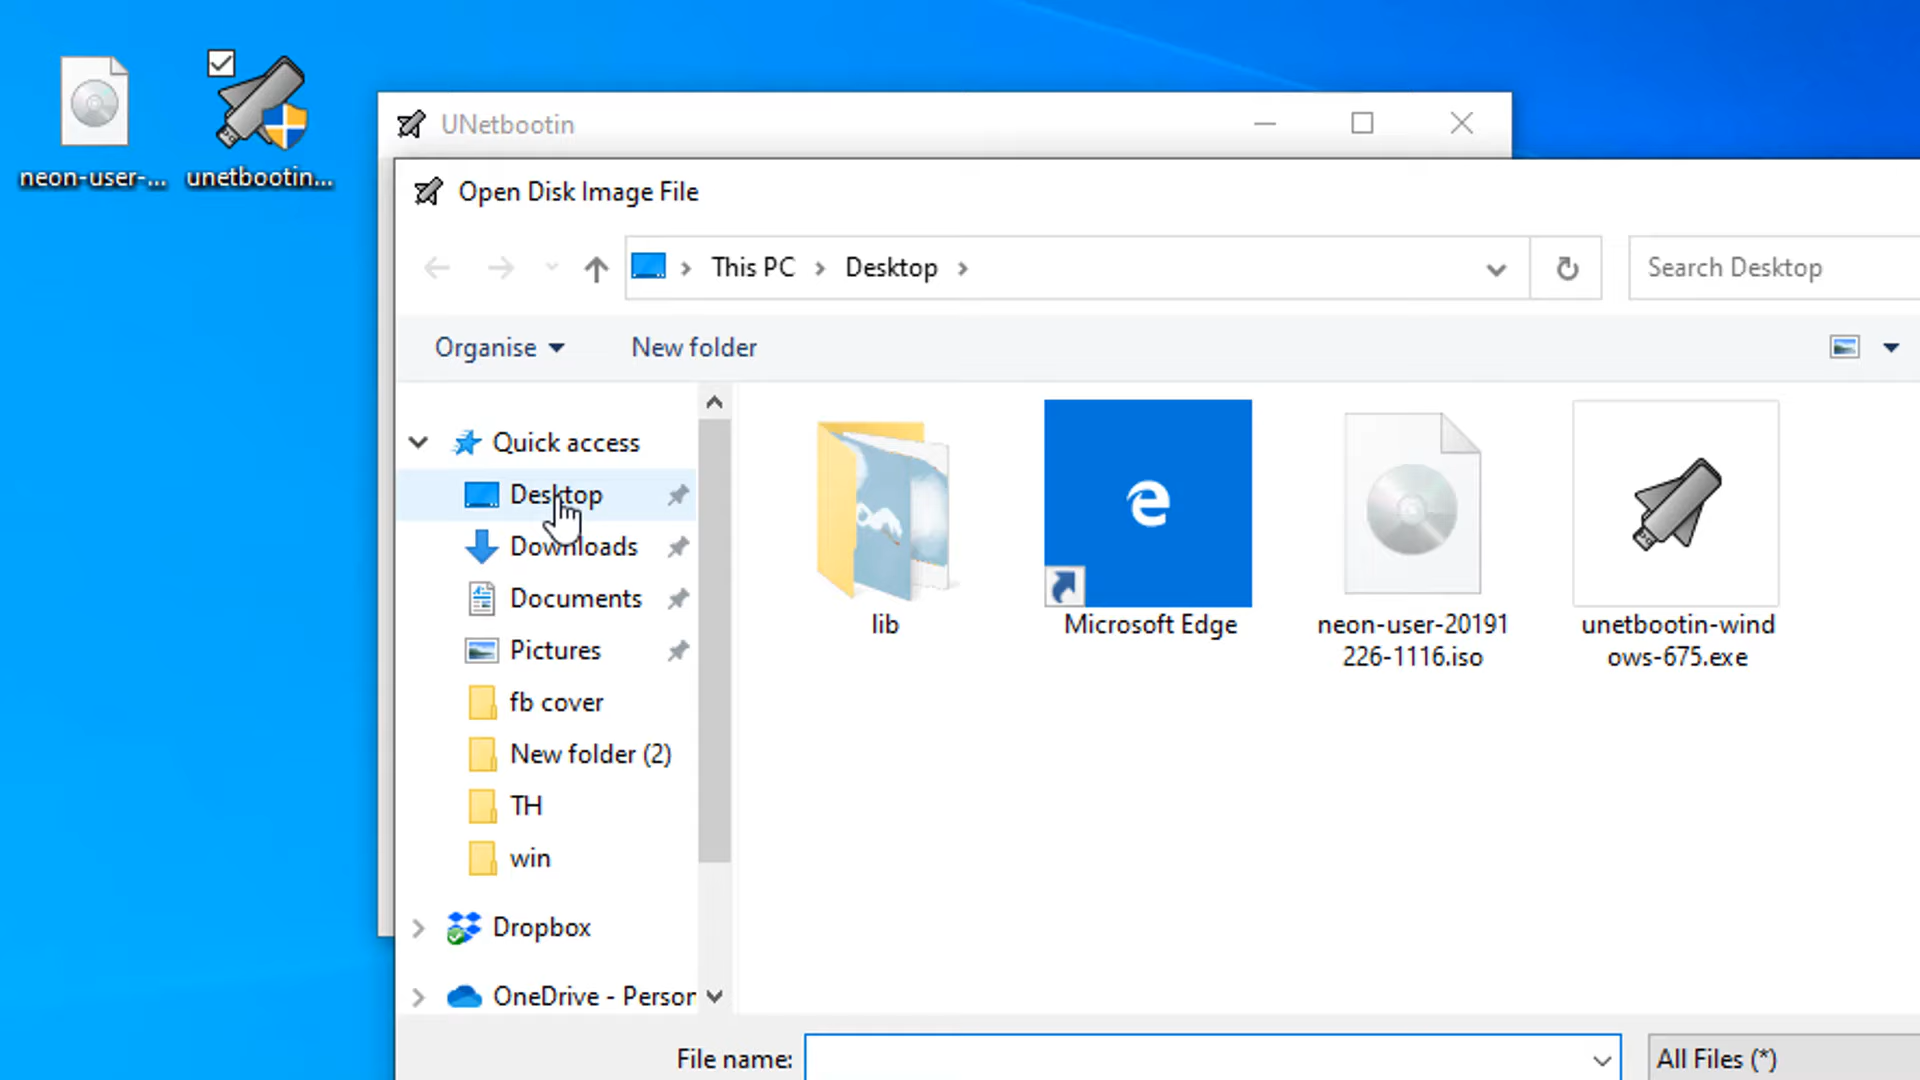 neon-user-...
unetbootin...
UNetbootin
Open Disk Image File
This PC
Desktop
Search Desktop
Organise
New folder
Quick access
Desktop
Downloads
Documents
Pictures
fb cover
New folder (2)
TH
win
Dropbox
OneDrive - Person
lib
Microsoft Edge
neon-user-20191
226-1116.iso
unetbootin-wind
ows-675.exe
File name:
All Files (*)